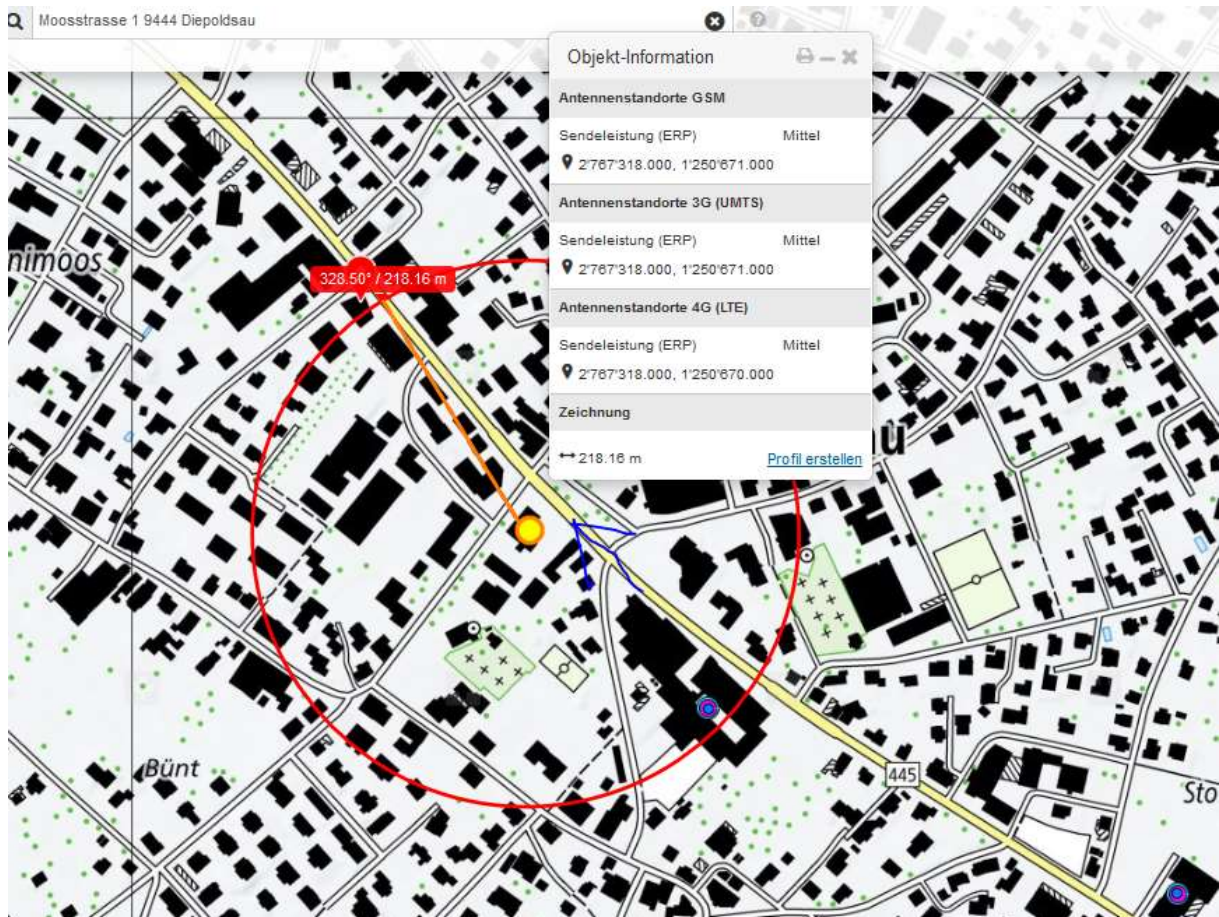 Moosstrasse 1 9444 Diepoldsau
Objekt-Information
Antennenstandorte GSM
Sendeleistung (ERP) Mittel
2'767'318.000, 1'250'671.000
Antennenstandorte 3G (UMTS)
Sendeleistung (ERP) Mittel
2'767'318.000, 1'250'671.000
Antennenstandorte 4G (LTE)
Sendeleistung (ERP) Mittel
2'767'318.000, 1'250'670.000
Zeichnung
218.16 m Profil erstellen
nimoos
328.50° / 218.16 m
u
Bünt
445
Sto